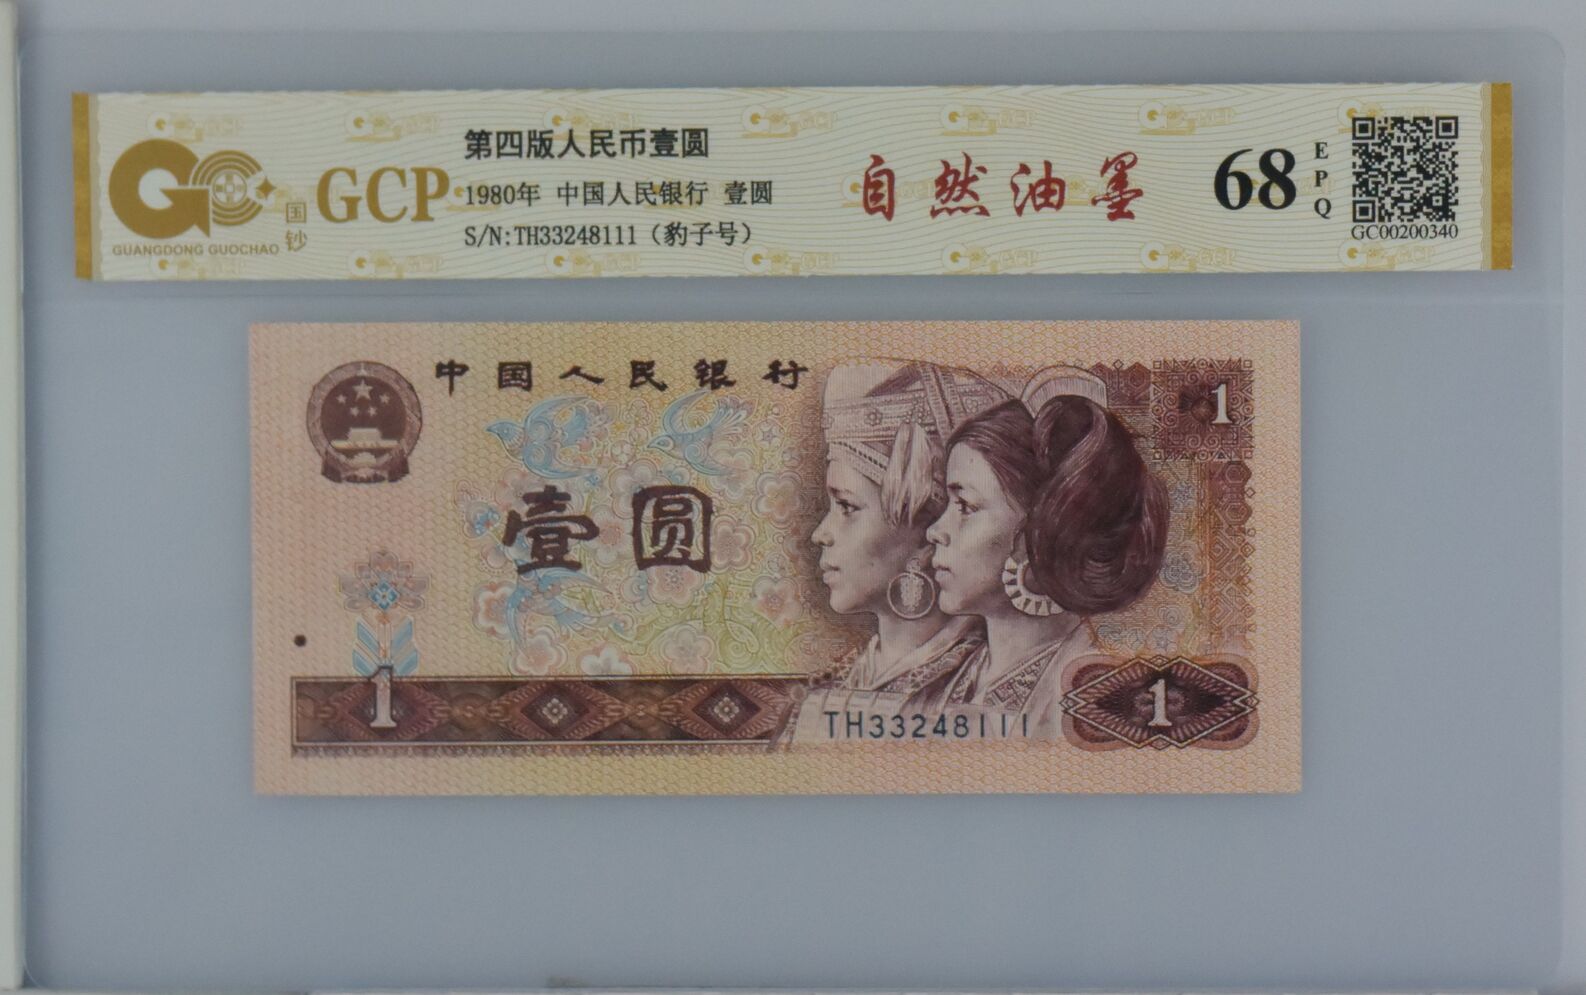 第四版人民币壹圆
GCP
1980年 中国人民银行 壹圆
S/N:TH33248111（豹子号）
国钞
GUANGDONG GUOCHAO
自然油墨
68
EPQ
GC00200340
中国人民银行
1
壹圆
1
1
TH33248111